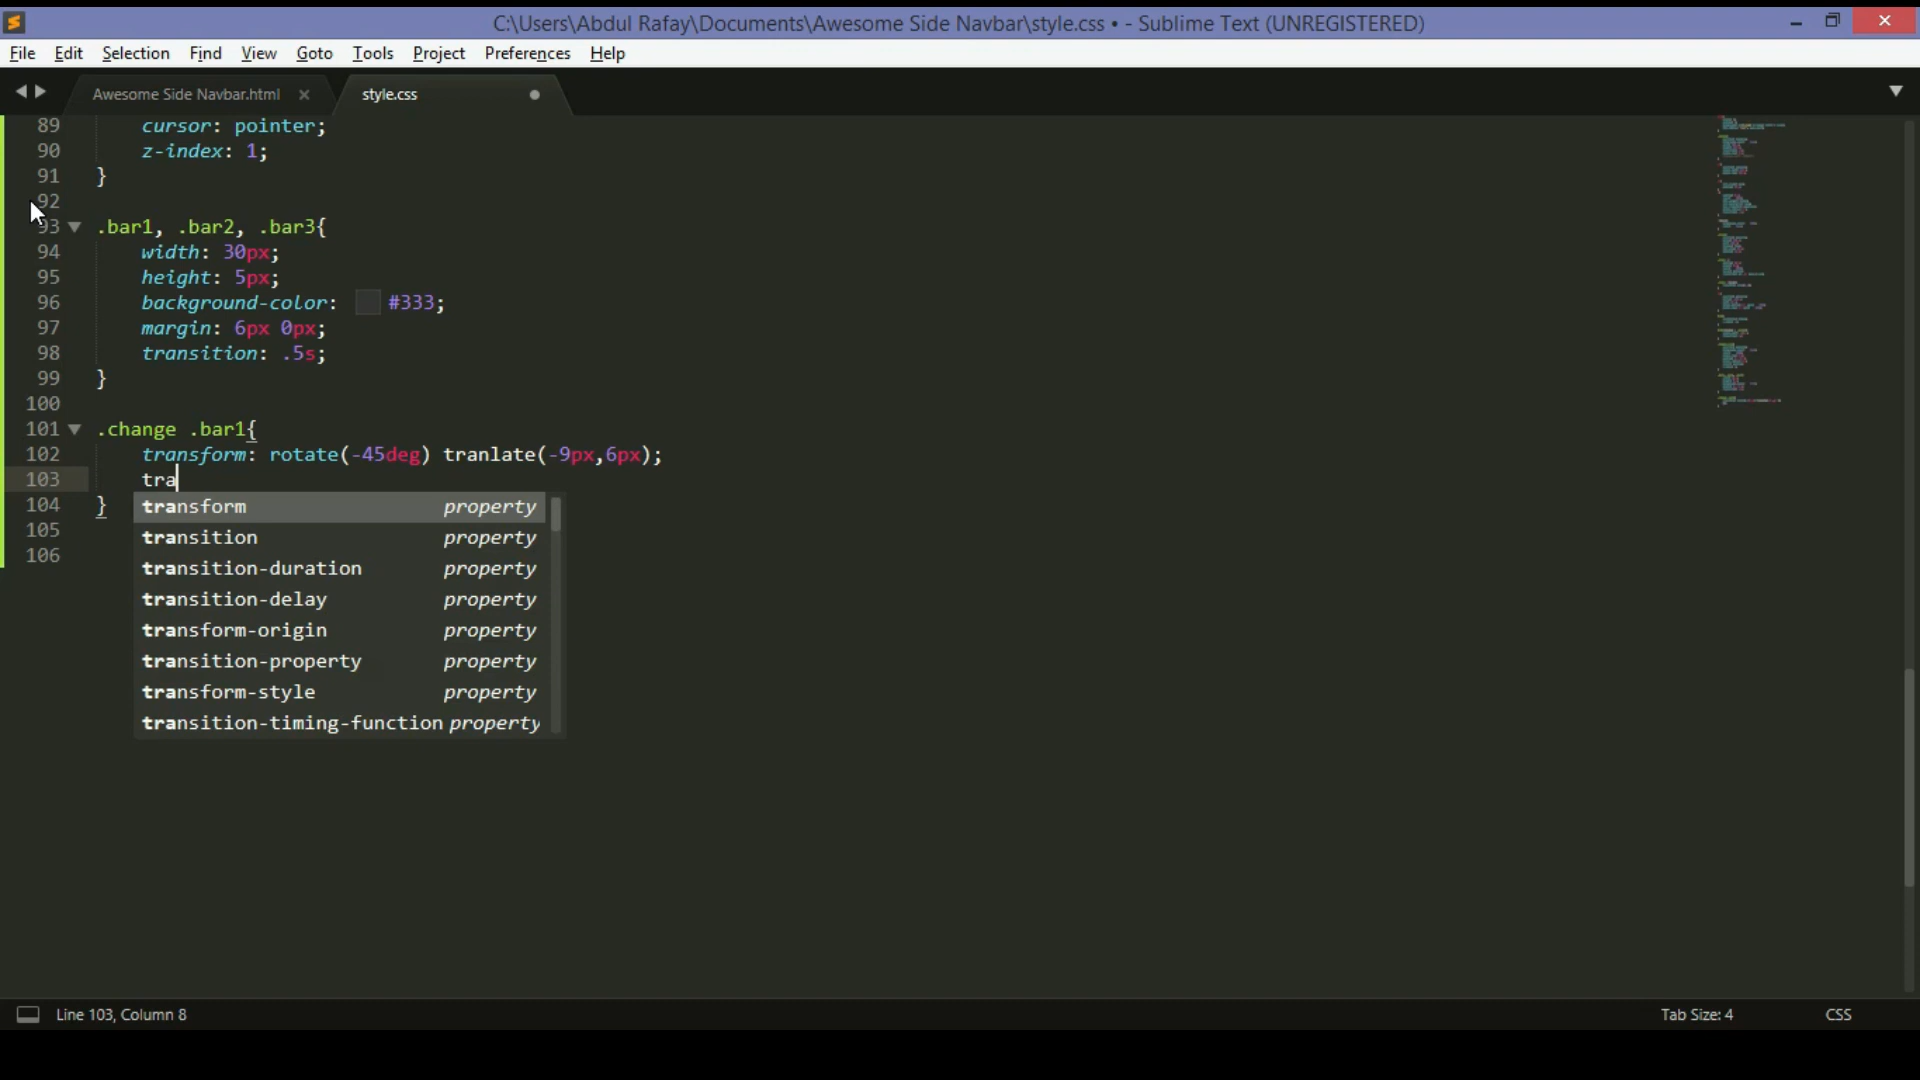 C:\Users\Abdul Rafay\Documents\Awesome Side Navbar\style.css • - Sublime Text (UNREGISTERED)
File Edit Selection Find View Goto Tools Project Preferences Help
Awesome Side Navbar.html style.css
89 cursor: pointer;
90 z-index: 1;
91 }
92
93 .bar1, .bar2, .bar3{
94 width: 30px;
95 height: 5px;
96 background-color: #333;
97 margin: 6px 0px;
98 transition: .5s;
99 }
100
101 .change .bar1{
102 transform: rotate(-45deg) tranlate(-9px,6px);
103 tra
104 }
transform property
105
transition property
106
transition-duration property
transition-delay property
transform-origin property
transition-property property
transform-style property
transition-timing-function property
Line 103, Column 8 Tab Size: 4 CSS